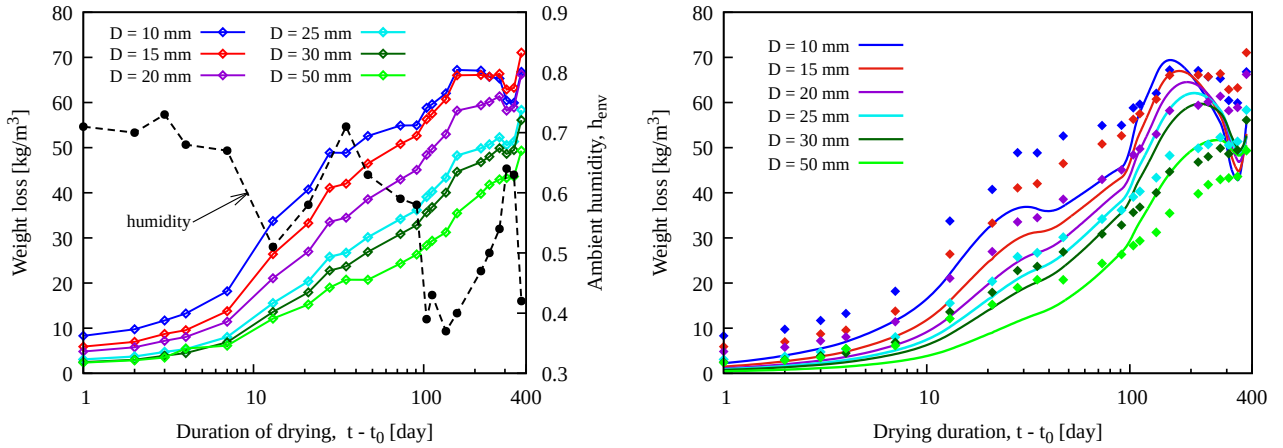 80
70
60
50
40
30
20
10
0
Weight loss [kg/m³]
D = 10 mm
D = 15 mm
D = 20 mm
D = 25 mm
D = 30 mm
D = 50 mm
humidity
0.9
0.8
0.7
0.6
0.5
0.4
0.3
Ambient humidity, h_env
1 10 100 400
Duration of drying, t - t₀ [day]
80
70
60
50
40
30
20
10
0
Weight loss [kg/m³]
D = 10 mm
D = 15 mm
D = 20 mm
D = 25 mm
D = 30 mm
D = 50 mm
1 10 100 400
Drying duration, t - t₀ [day]